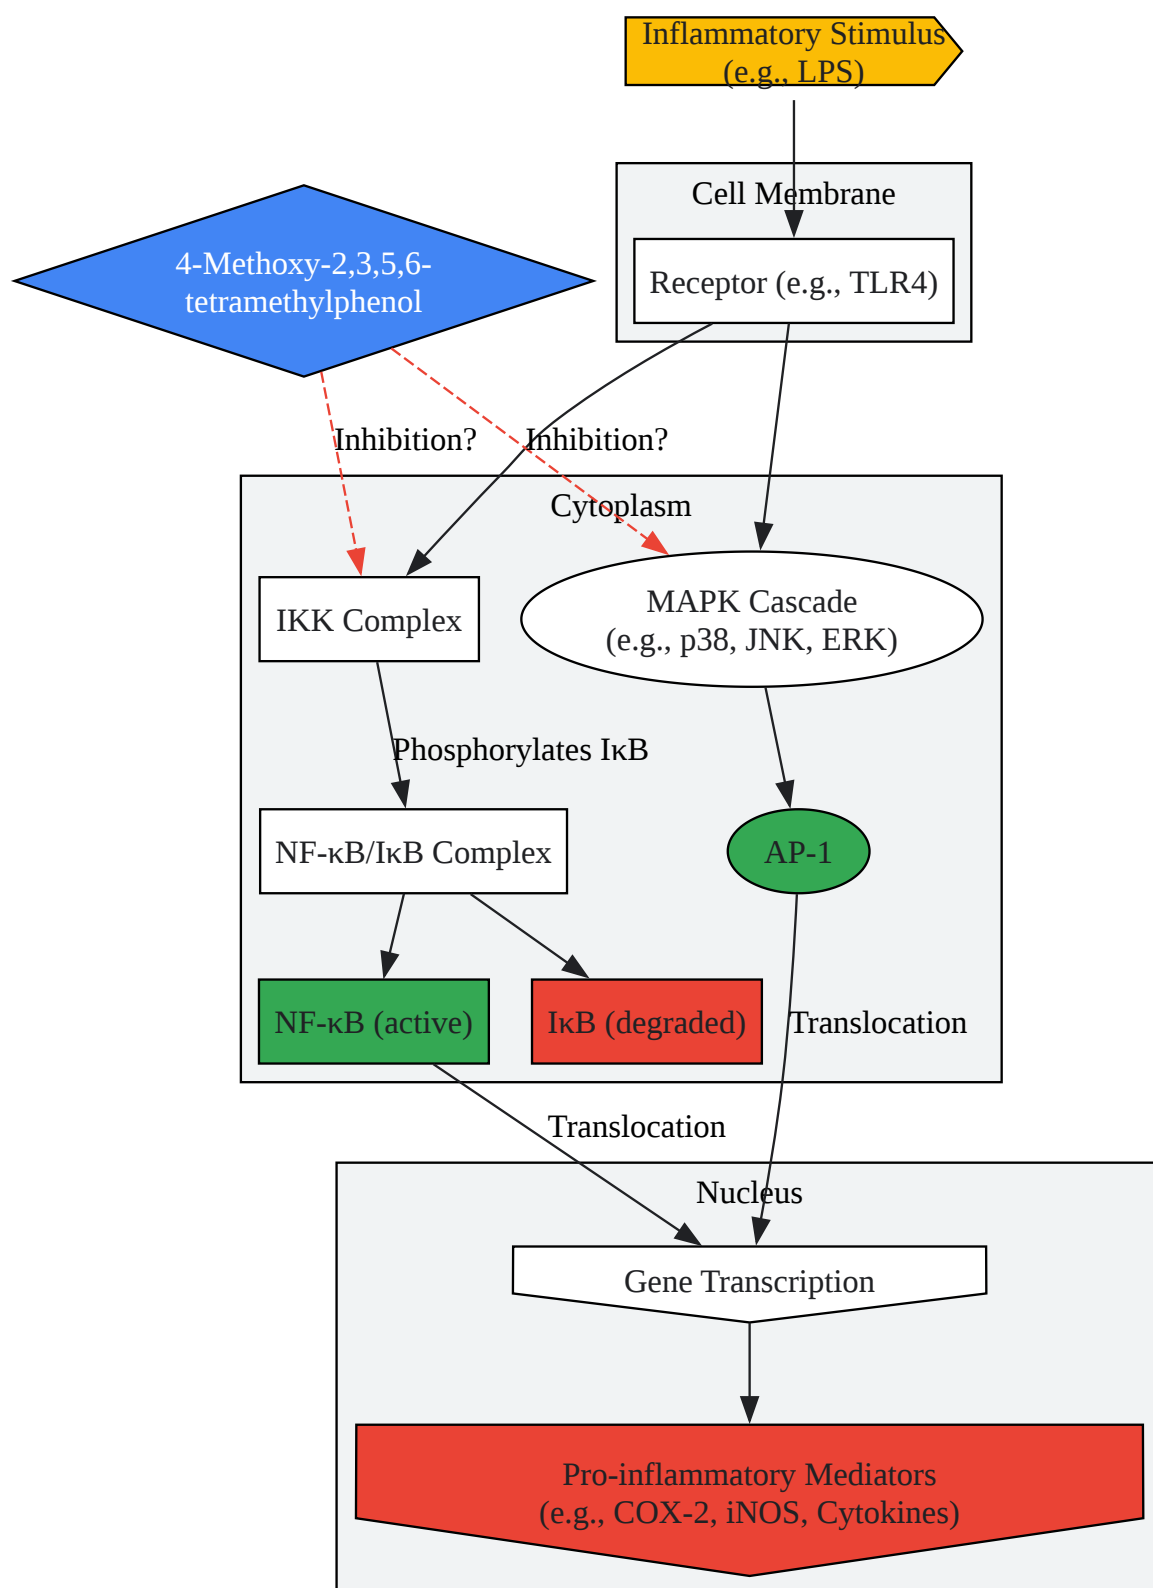 Inflammatory Stimulus
(e.g., LPS)
Cell Membrane
Receptor (e.g., TLR4)
4-Methoxy-2,3,5,6-
tetramethylphenol
Inhibition?
Inhibition?
Cytoplasm
IKK Complex
MAPK Cascade
(e.g., p38, JNK, ERK)
Phosphorylates IκB
NF-κB/IκB Complex
AP-1
NF-κB (active)
IκB (degraded)
Translocation
Translocation
Nucleus
Gene Transcription
Pro-inflammatory Mediators
(e.g., COX-2, iNOS, Cytokines)